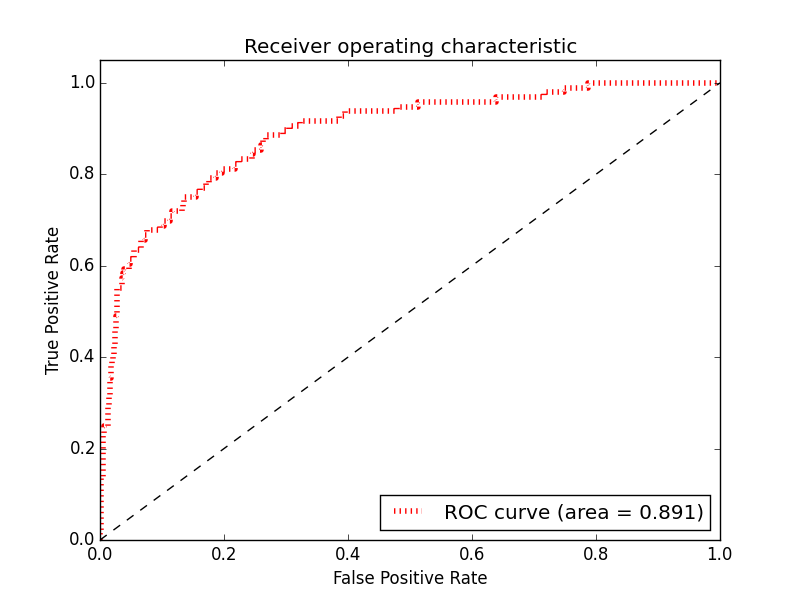 Receiver operating characteristic
1.0
0.8
0.6
0.4
0.2
0.0
True Positive Rate
ROC curve (area = 0.891)
0.0 0.2 0.4 0.6 0.8 1.0
False Positive Rate